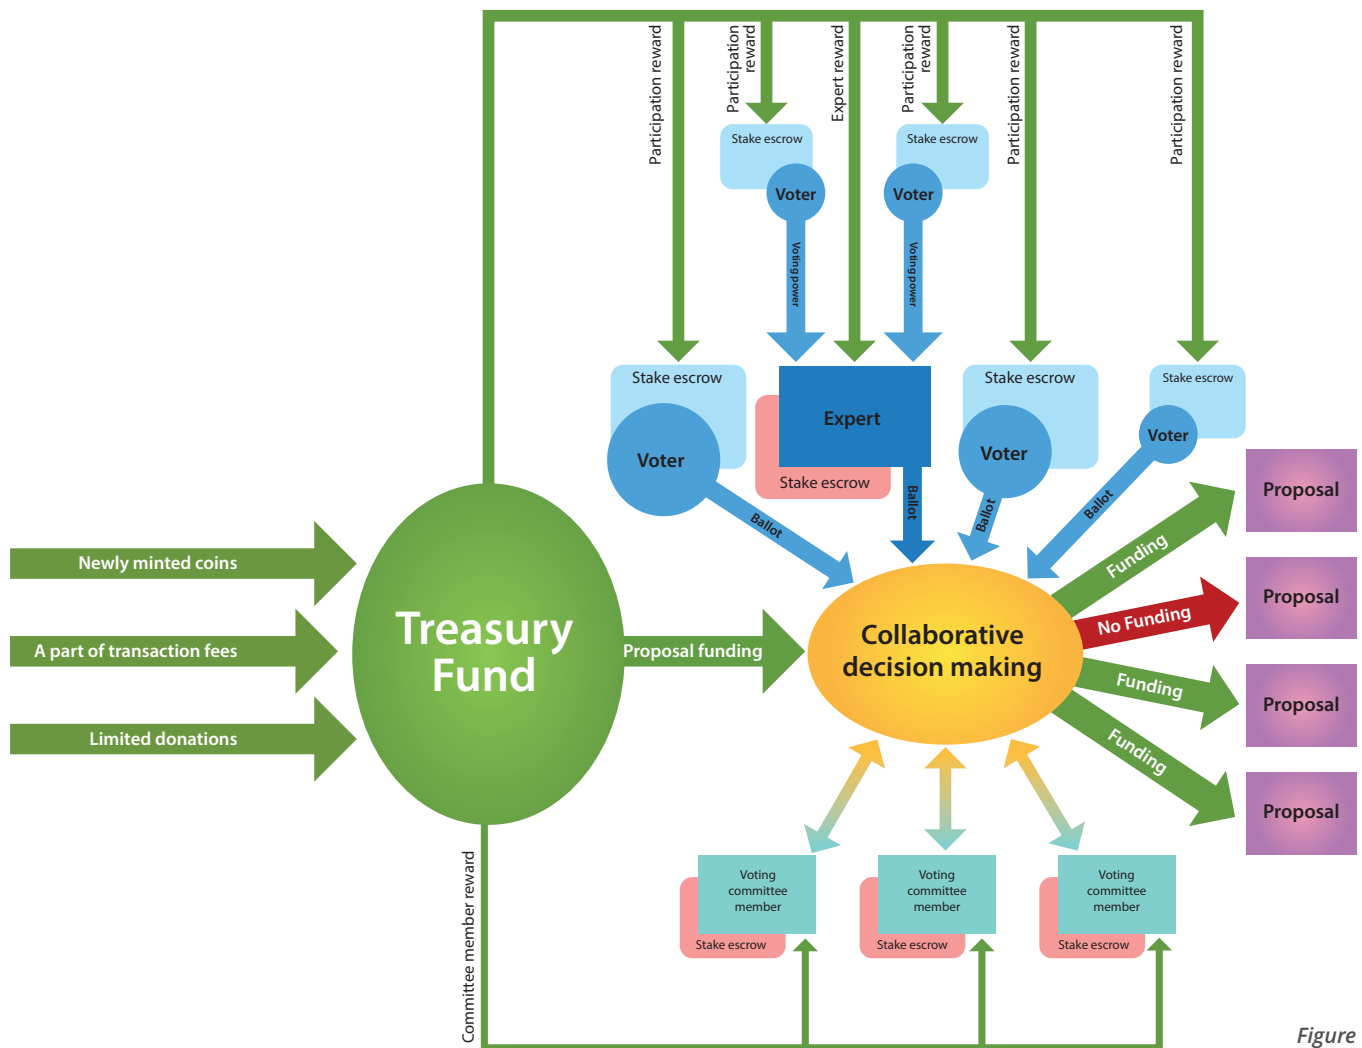 Participation reward
Participation
reward
Expert reward
Participation
reward
Participation reward
Participation reward
Stake escrow
Voter
Stake escrow
Voter
Voting power
Voting power
Stake escrow
Voter
Expert
Stake escrow
Stake escrow
Voter
Stake escrow
Voter
Ballot
Ballot
Ballot
Ballot
Newly minted coins
A part of transaction fees
Limited donations
Treasury
Fund
Proposal funding
Collaborative
decision making
Funding
No Funding
Funding
Funding
Proposal
Proposal
Proposal
Proposal
Committee member reward
Voting
committee
member
Stake escrow
Voting
committee
member
Stake escrow
Voting
committee
member
Stake escrow
Figure